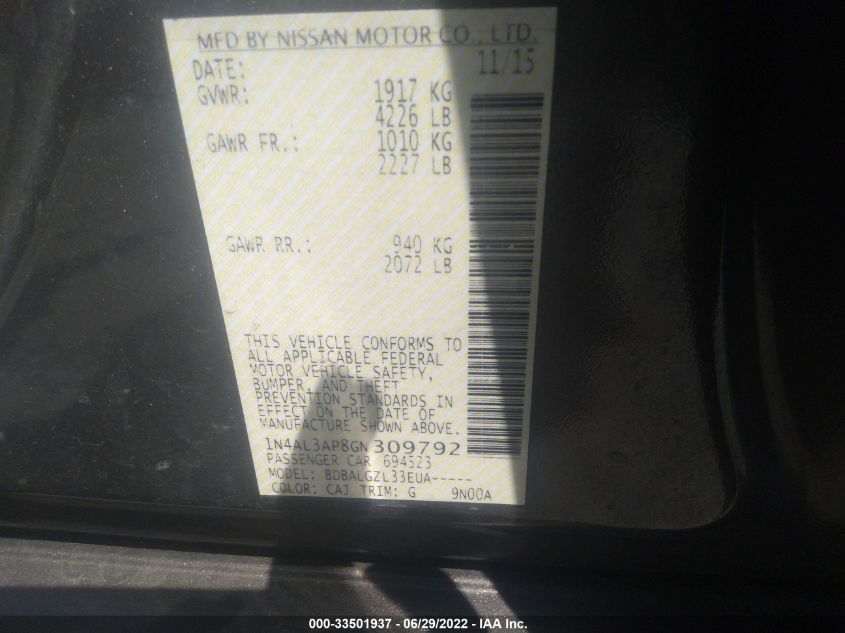 MFD BY NISSAN MOTOR CO., LTD.
DATE: 11/15
GVWR: 1917 KG
4226 LB
GAWR FR.: 1010 KG
2227 LB
GAWR RR.: 940 KG
2072 LB
THIS VEHICLE CONFORMS TO
ALL APPLICABLE FEDERAL
MOTOR VEHICLE SAFETY,
BUMPER, AND THEFT
PREVENTION STANDARDS IN
EFFECT ON THE DATE OF
MANUFACTURE SHOWN ABOVE.
1N4AL3AP8GN309792
PASSENGER CAR 694523
MODEL: BDBALGZL33EUA-----
COLOR: CAJ TRIM: G 9N00A
000-33501937 - 06/29/2022 - IAA Inc.